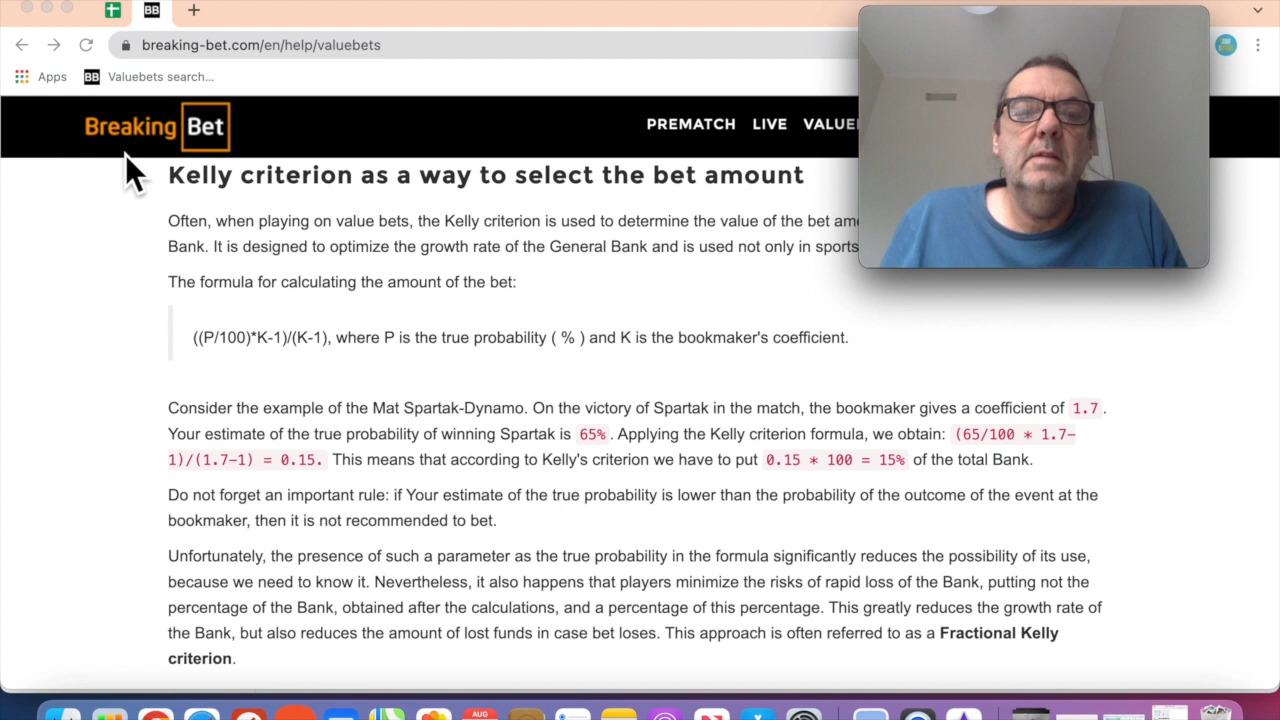 BB
+
breaking-bet.com/en/help/valuebets
Apps BB Valuebets search...
Breaking Bet PREMATCH LIVE
Kelly criterion as a way to select the bet amount
Often, when playing on value bets, the Kelly criterion is used to determine the value of the bet
Bank. It is designed to optimize the growth rate of the General Bank and is used not only in sports
The formula for calculating the amount of the bet:
((P/100)*K-1)/(K-1), where P is the true probability ( % ) and K is the bookmaker's coefficient.
Consider the example of the Mat Spartak-Dynamo. On the victory of Spartak in the match, the bookmaker gives a coefficient of 1.7 .
Your estimate of the true probability of winning Spartak is 65% . Applying the Kelly criterion formula, we obtain: (65/100 * 1.7-
1)/(1.7-1) = 0.15. This means that according to Kelly's criterion we have to put 0.15 * 100 = 15% of the total Bank.
Do not forget an important rule: if Your estimate of the true probability is lower than the probability of the outcome of the event at the
bookmaker, then it is not recommended to bet.
Unfortunately, the presence of such a parameter as the true probability in the formula significantly reduces the possibility of its use,
because we need to know it. Nevertheless, it also happens that players minimize the risks of rapid loss of the Bank, putting not the
percentage of the Bank, obtained after the calculations, and a percentage of this percentage. This greatly reduces the growth rate of
the Bank, but also reduces the amount of lost funds in case bet loses. This approach is often referred to as a Fractional Kelly
criterion.
AUG